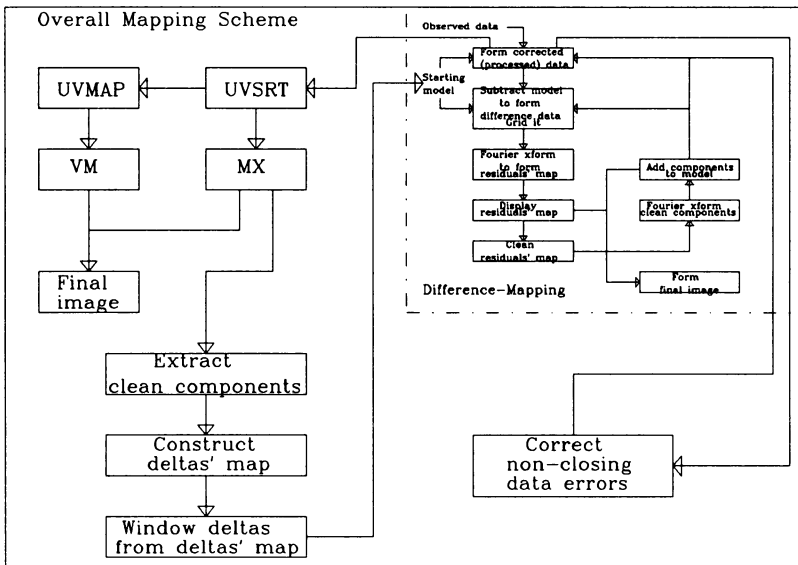 Overall Mapping Scheme
Observed data
Form corrected
(processed) data
Starting
model
Subtract model
to form
difference data
Grid it
UVMAP
UVSRT
VM
MX
Fourier xform
to form
residuals' map
Add components
to model
Display
residuals' map
Fourier xform
clean components
Clean
residuals' map
Final
image
Form
final image
Difference-Mapping
Extract
clean components
Construct
deltas' map
Correct
non-closing
data errors
Window deltas
from deltas' map